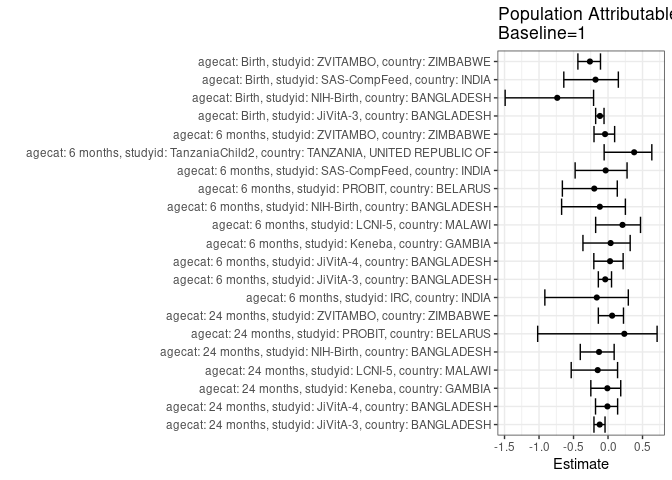 Population Attributable
Baseline=1
agecat: Birth, studyid: ZVITAMBO, country: ZIMBABWE
agecat: Birth, studyid: SAS-CompFeed, country: INDIA
agecat: Birth, studyid: NIH-Birth, country: BANGLADESH
agecat: Birth, studyid: JiVitA-3, country: BANGLADESH
agecat: 6 months, studyid: ZVITAMBO, country: ZIMBABWE
agecat: 6 months, studyid: TanzaniaChild2, country: TANZANIA, UNITED REPUBLIC OF
agecat: 6 months, studyid: SAS-CompFeed, country: INDIA
agecat: 6 months, studyid: PROBIT, country: BELARUS
agecat: 6 months, studyid: NIH-Birth, country: BANGLADESH
agecat: 6 months, studyid: LCNI-5, country: MALAWI
agecat: 6 months, studyid: Keneba, country: GAMBIA
agecat: 6 months, studyid: JiVitA-4, country: BANGLADESH
agecat: 6 months, studyid: JiVitA-3, country: BANGLADESH
agecat: 6 months, studyid: IRC, country: INDIA
agecat: 24 months, studyid: ZVITAMBO, country: ZIMBABWE
agecat: 24 months, studyid: PROBIT, country: BELARUS
agecat: 24 months, studyid: NIH-Birth, country: BANGLADESH
agecat: 24 months, studyid: LCNI-5, country: MALAWI
agecat: 24 months, studyid: Keneba, country: GAMBIA
agecat: 24 months, studyid: JiVitA-4, country: BANGLADESH
agecat: 24 months, studyid: JiVitA-3, country: BANGLADESH
-1.5 -1.0 -0.5 0.0 0.5
Estimate